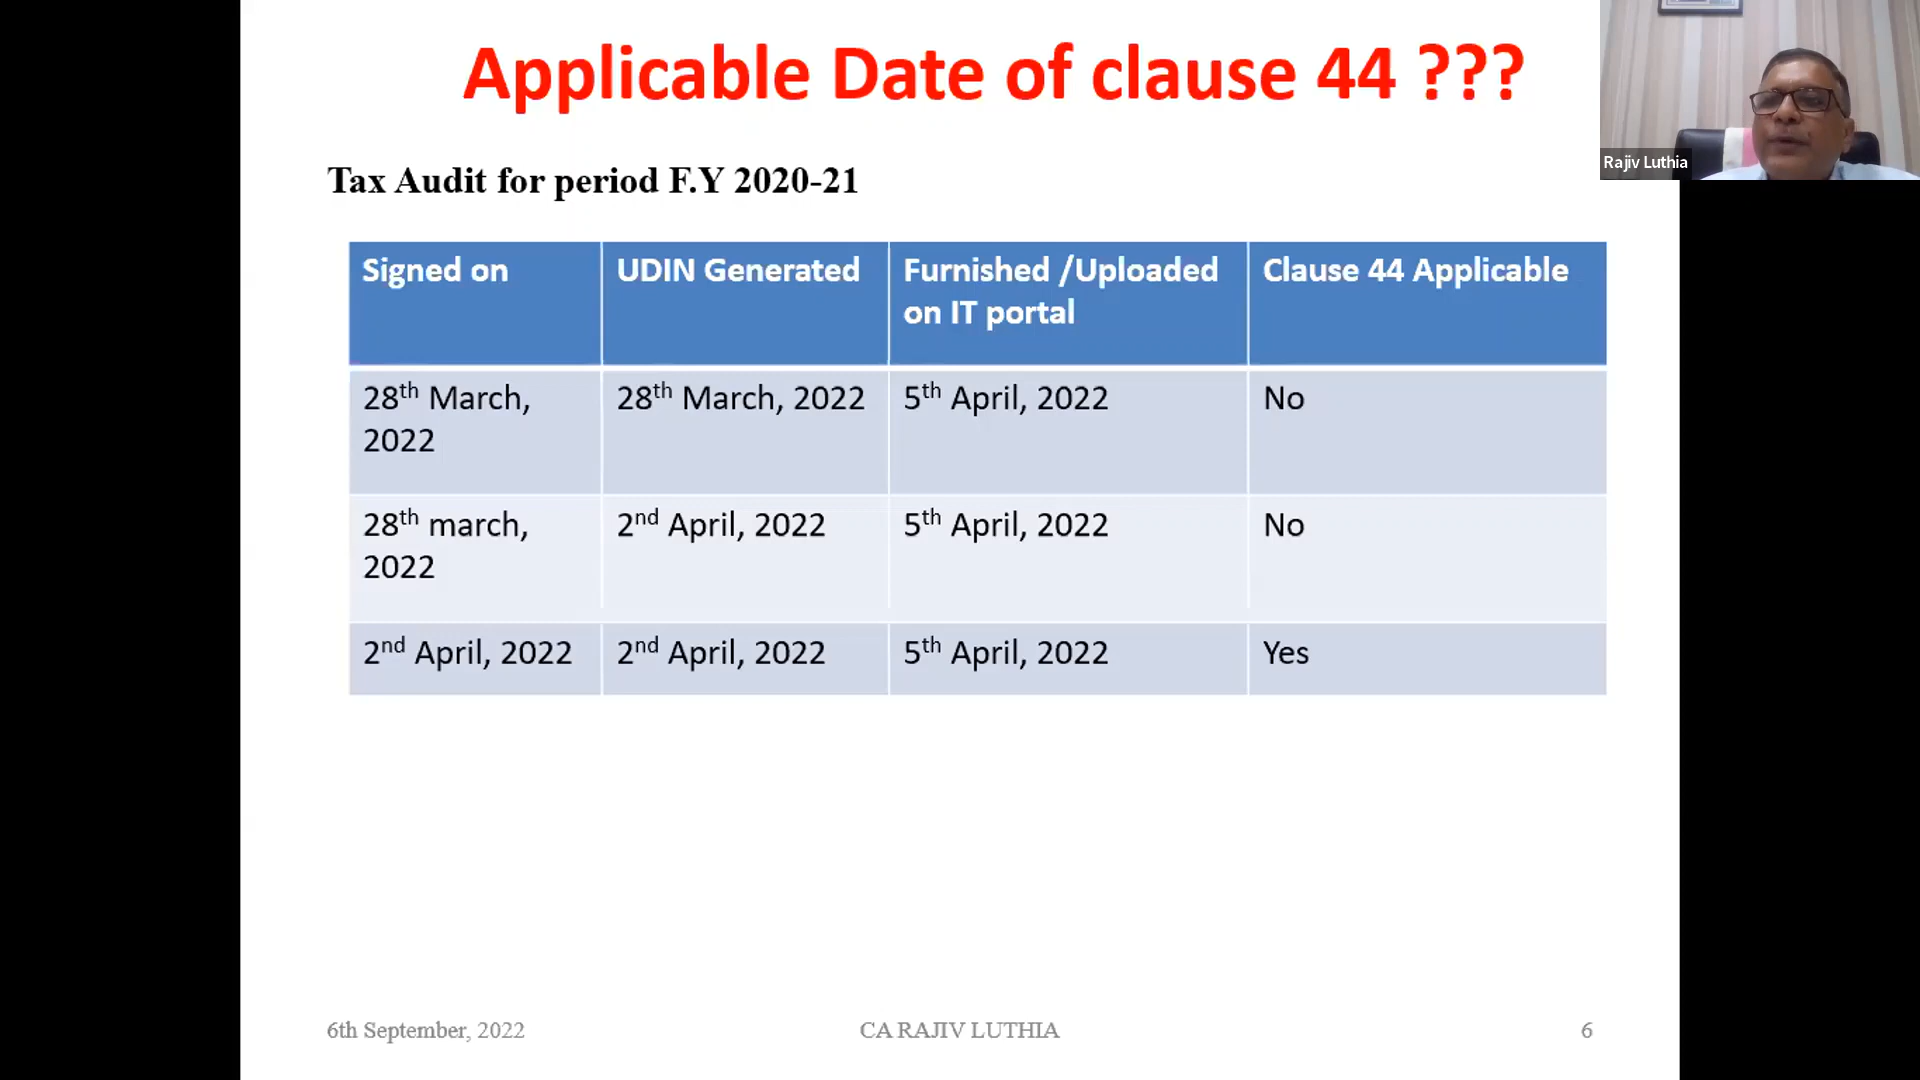 Applicable Date of clause 44 ???
Rajiv Luthia
Tax Audit for period F.Y 2020-21
Signed on
UDIN Generated
Furnished /Uploaded
on IT portal
Clause 44 Applicable
28th March,
2022
28th March, 2022
5th April, 2022
No
28th march,
2022
2nd April, 2022
5th April, 2022
No
2nd April, 2022
2nd April, 2022
5th April, 2022
Yes
6th September, 2022
CA RAJIV LUTHIA
6